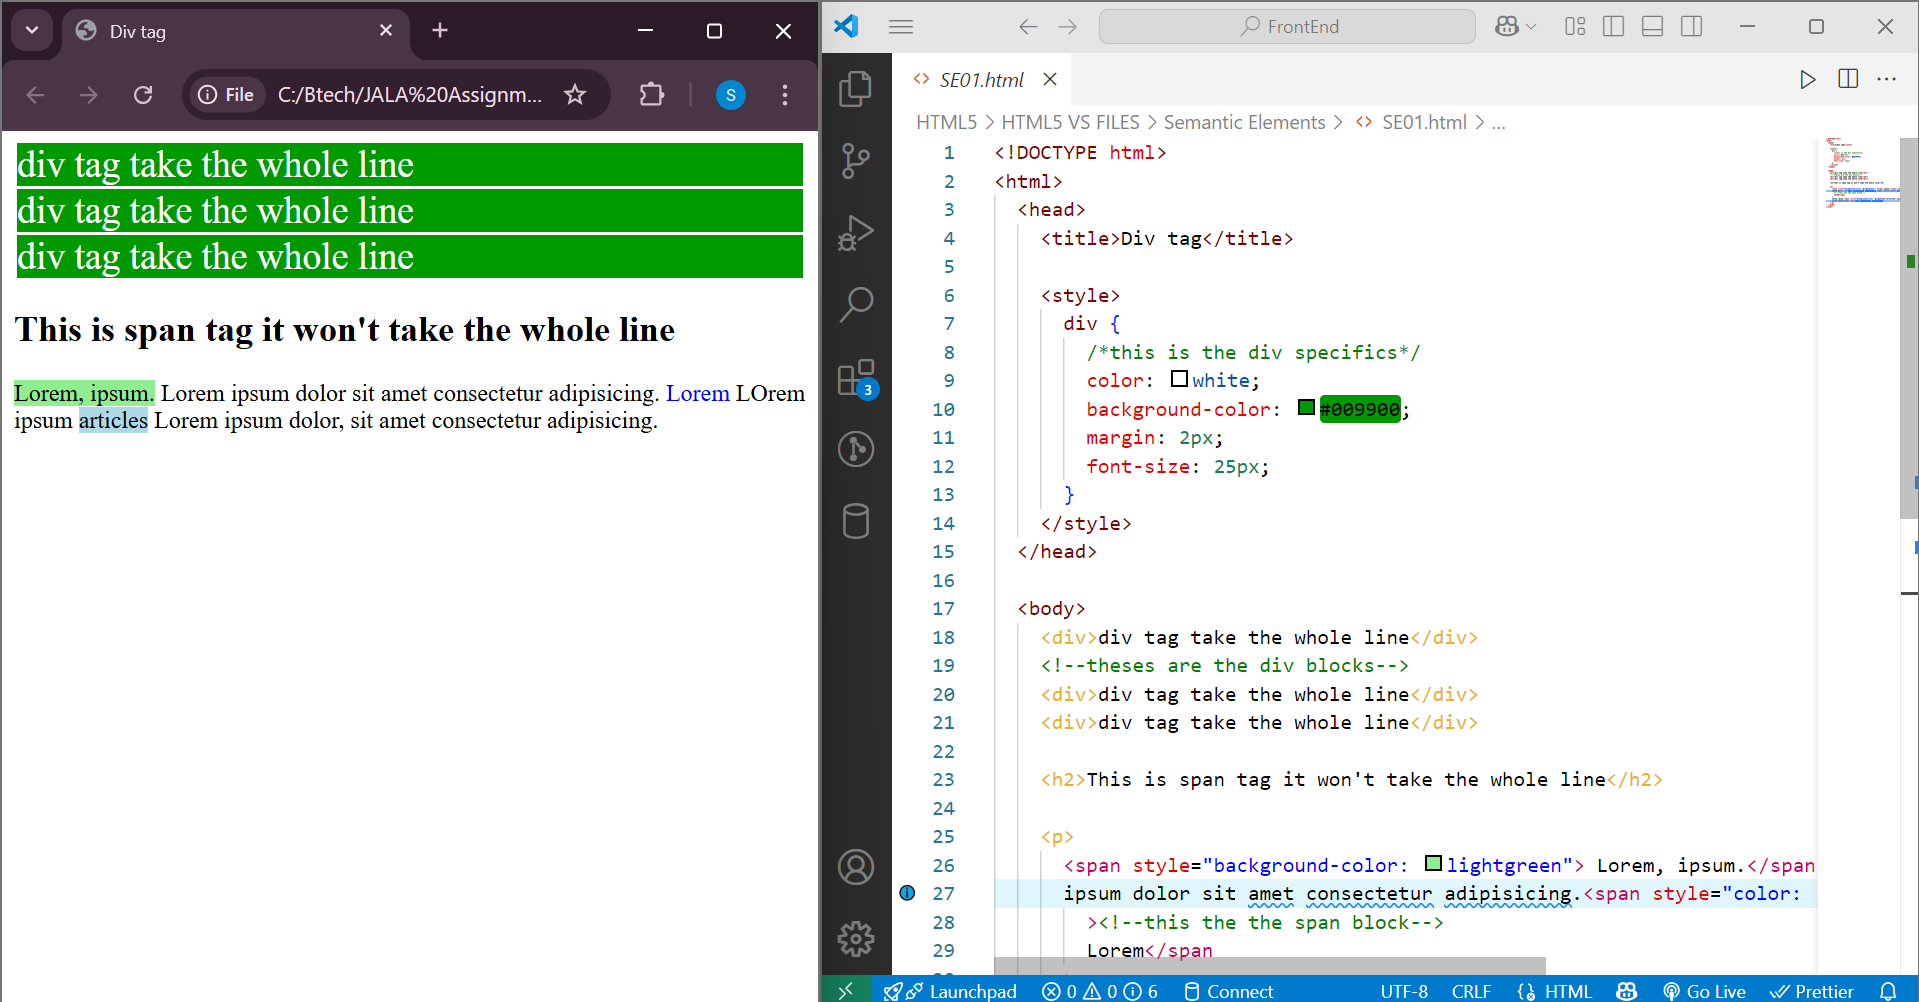 Div tag
File
C:/Btech/JALA%20Assignm...
S
div tag take the whole line
div tag take the whole line
div tag take the whole line
This is span tag it won't take the whole line
Lorem, ipsum. Lorem ipsum dolor sit amet consectetur adipisicing. Lorem LOrem
ipsum articles Lorem ipsum dolor, sit amet consectetur adipisicing.
FrontEnd
SE01.html
HTML5 > HTML5 VS FILES > Semantic Elements > <> SE01.html > ...
3
1 <!DOCTYPE html>
2 <html>
3 <head>
4 <title>Div tag</title>
5
6 <style>
7 div {
8 /*this is the div specifics*/
9 color: white;
10 background-color: #009900;
11 margin: 2px;
12 font-size: 25px;
13 }
14 </style>
15 </head>
16
17 <body>
18 <div>div tag take the whole line</div>
19 <!--theses are the div blocks-->
20 <div>div tag take the whole line</div>
21 <div>div tag take the whole line</div>
22
23 <h2>This is span tag it won't take the whole line</h2>
24
25 <p>
26 <span style="background-color: lightgreen"> Lorem, ipsum.</span
27 ipsum dolor sit amet consectetur adipisicing.<span style="color:
28 ><!--this the the span block-->
29 Lorem</span
Launchpad 0 0 6 Connect UTF-8 CRLF HTML Go Live Prettier